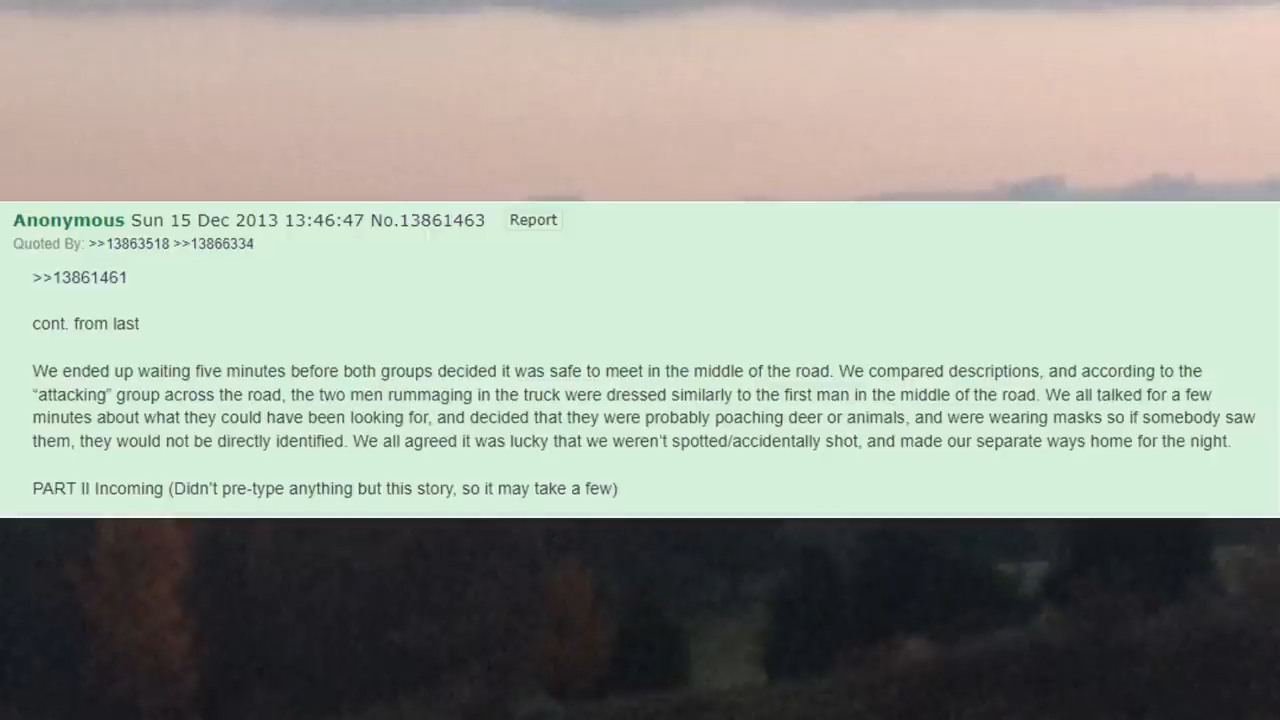 Anonymous Sun 15 Dec 2013 13:46:47 No.13861463 Report
Quoted By: >>13863518 >>13866334
>>13861461
cont. from last
We ended up waiting five minutes before both groups decided it was safe to meet in the middle of the road. We compared descriptions, and according to the
“attacking” group across the road, the two men rummaging in the truck were dressed similarly to the first man in the middle of the road. We all talked for a few
minutes about what they could have been looking for, and decided that they were probably poaching deer or animals, and were wearing masks so if somebody saw
them, they would not be directly identified. We all agreed it was lucky that we weren’t spotted/accidentally shot, and made our separate ways home for the night.
PART II Incoming (Didn’t pre-type anything but this story, so it may take a few)